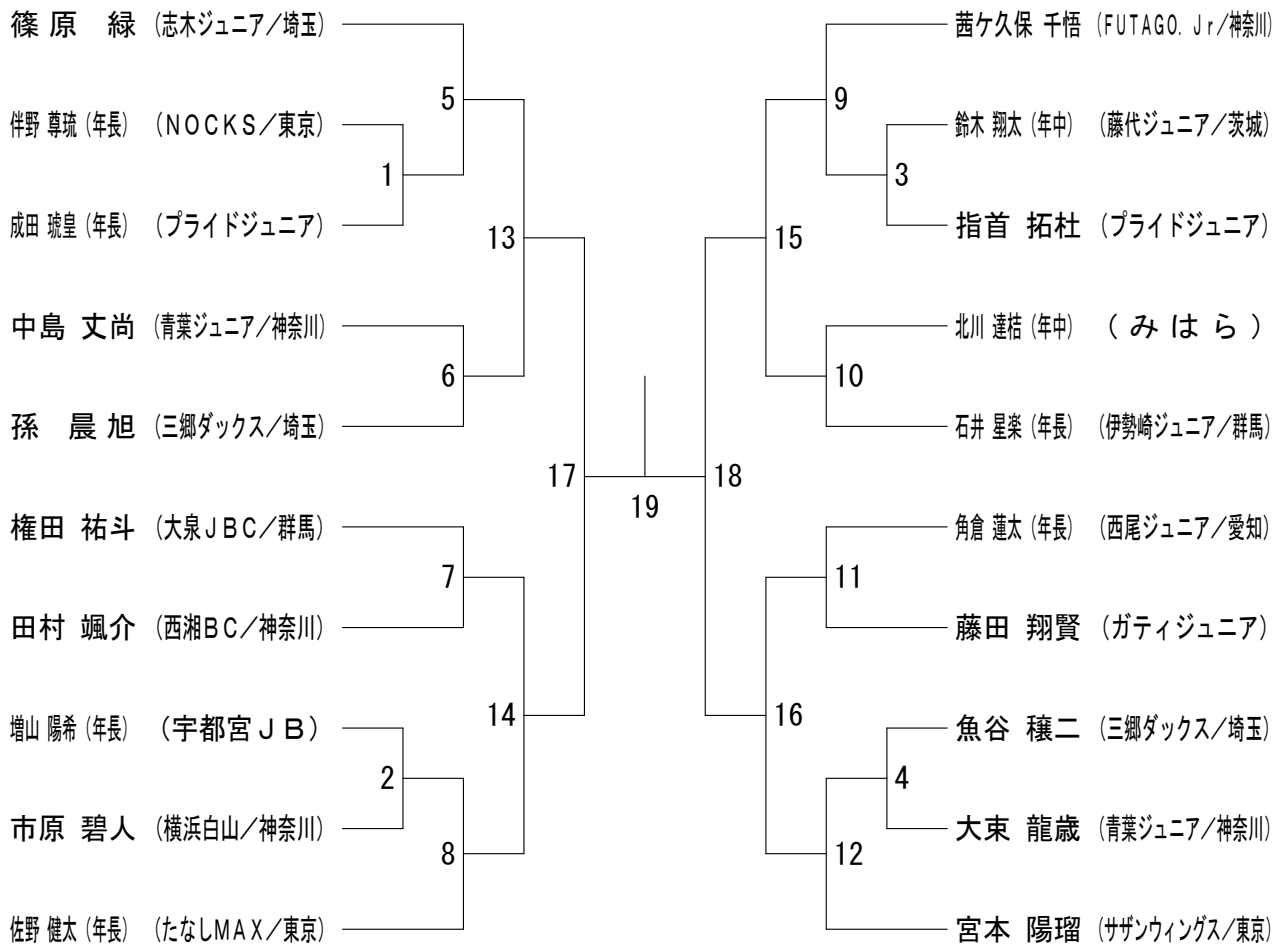 篠原 緑 (志木ジュニア／埼玉)
5
伴野 尊琉 (年長) (NOCKS／東京)
1
成田 琥皇 (年長) (プライドジュニア)
13
中島 丈尚 (青葉ジュニア／神奈川)
6
孫 晨旭 (三郷ダックス／埼玉)
17
権田 祐斗 (大泉JBC／群馬)
7
田村 颯介 (西湘BC／神奈川)
14
増山 陽希 (年長) (宇都宮JB)
2
市原 碧人 (横浜白山／神奈川)
8
佐野 健太 (年長) (たなしMAX／東京)
19
茜ケ久保 千悟 (FUTAGO. Jr／神奈川)
9
鈴木 翔太 (年中) (藤代ジュニア／茨城)
3
指首 拓杜 (プライドジュニア)
15
北川 達桔 (年中) (みはら)
10
石井 星楽 (年長) (伊勢崎ジュニア／群馬)
18
角倉 蓮太 (年長) (西尾ジュニア／愛知)
11
藤田 翔賢 (ガティジュニア)
16
魚谷 穣二 (三郷ダックス／埼玉)
4
大束 龍歳 (青葉ジュニア／神奈川)
12
宮本 陽瑠 (サザンウィングス／東京)